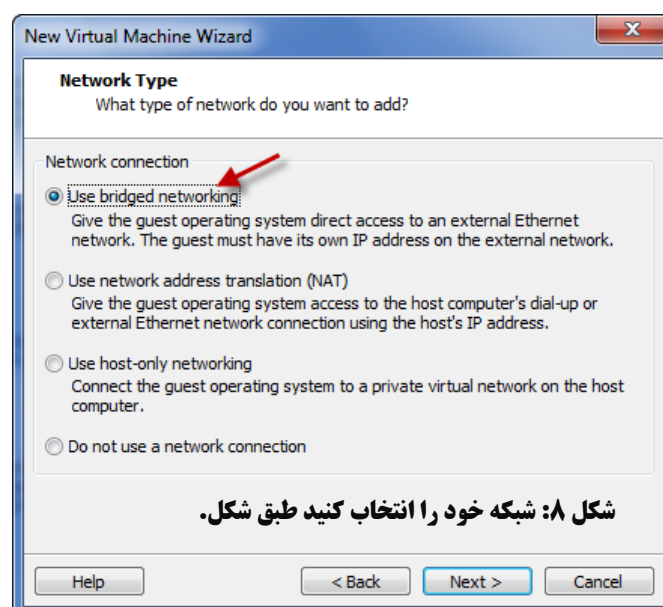 New Virtual Machine Wizard
x
Network Type
What type of network do you want to add?
Network connection
Use bridged networking
Give the guest operating system direct access to an external Ethernet
network. The guest must have its own IP address on the external network.
Use network address translation (NAT)
Give the guest operating system access to the host computer's dial-up or
external Ethernet network connection using the host's IP address.
Use host-only networking
Connect the guest operating system to a private virtual network on the host
computer.
Do not use a network connection
شکل ۸: شبکه خود را انتخاب کنید طبق شکل.
Help
< Back
Next >
Cancel